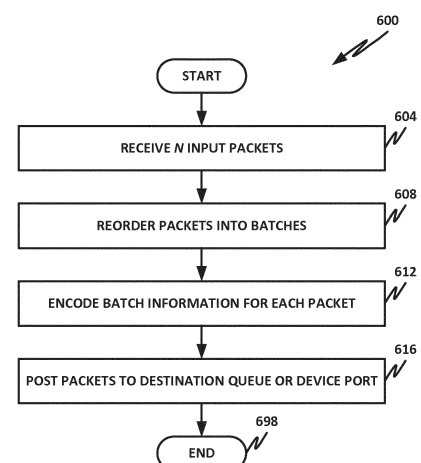 600
START
604
RECEIVE N INPUT PACKETS
608
REORDER PACKETS INTO BATCHES
612
ENCODE BATCH INFORMATION FOR EACH PACKET
616
POST PACKETS TO DESTINATION QUEUE OR DEVICE PORT
698
END